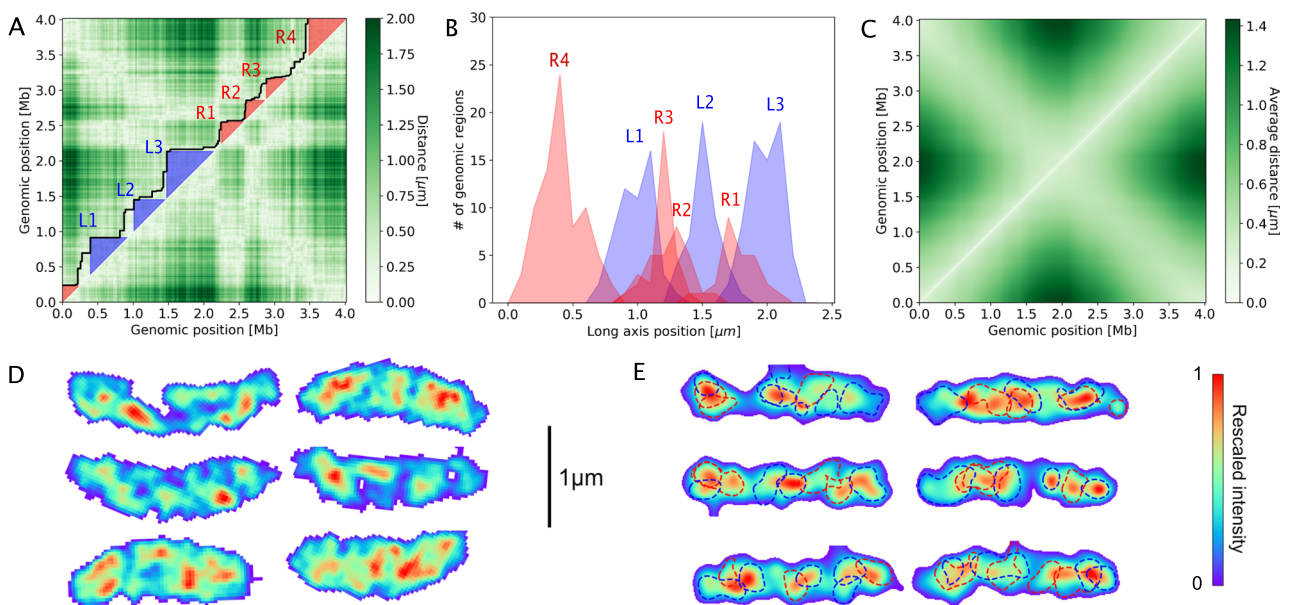 A
4.0
3.5
3.0
2.5
2.0
1.5
1.0
0.5
0.0
Genomic position [Mb]
0.0 0.5 1.0 1.5 2.0 2.5 3.0 3.5 4.0
Genomic position [Mb]
L1
L2
L3
R1
R2
R3
R4
2.00
1.75
1.50
1.25
1.00
0.75
0.50
0.25
0.00
Distance [μm]
B
30
25
20
15
10
5
0
# of genomic regions
R4
L1
R3
R2
L2
R1
L3
0.0 0.5 1.0 1.5 2.0 2.5
Long axis position [μm]
C
4.0
3.5
3.0
2.5
2.0
1.5
1.0
0.5
0.0
Genomic position [Mb]
0.0 0.5 1.0 1.5 2.0 2.5 3.0 3.5 4.0
Genomic position [Mb]
1.4
1.2
1.0
0.8
0.6
0.4
0.2
0.0
Average distance [μm]
D
1μm
E
1
0
Rescaled intensity